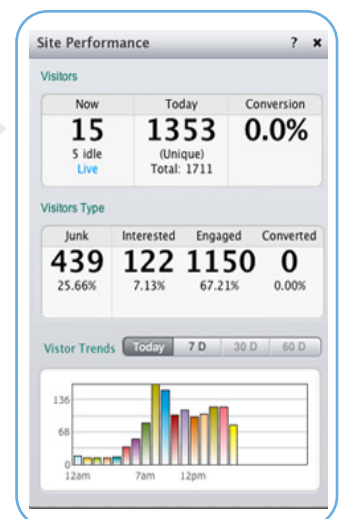 Site Performance ? ×
Visitors
Now Today Conversion
15 1353 0.0%
5 idle (Unique)
Live Total: 1711
Visitors Type
Junk Interested Engaged Converted
439 122 1150 0
25.66% 7.13% 67.21% 0.00%
Vistor Trends Today 7 D 30 D 60 D
136
68
0
12am 7am 12pm